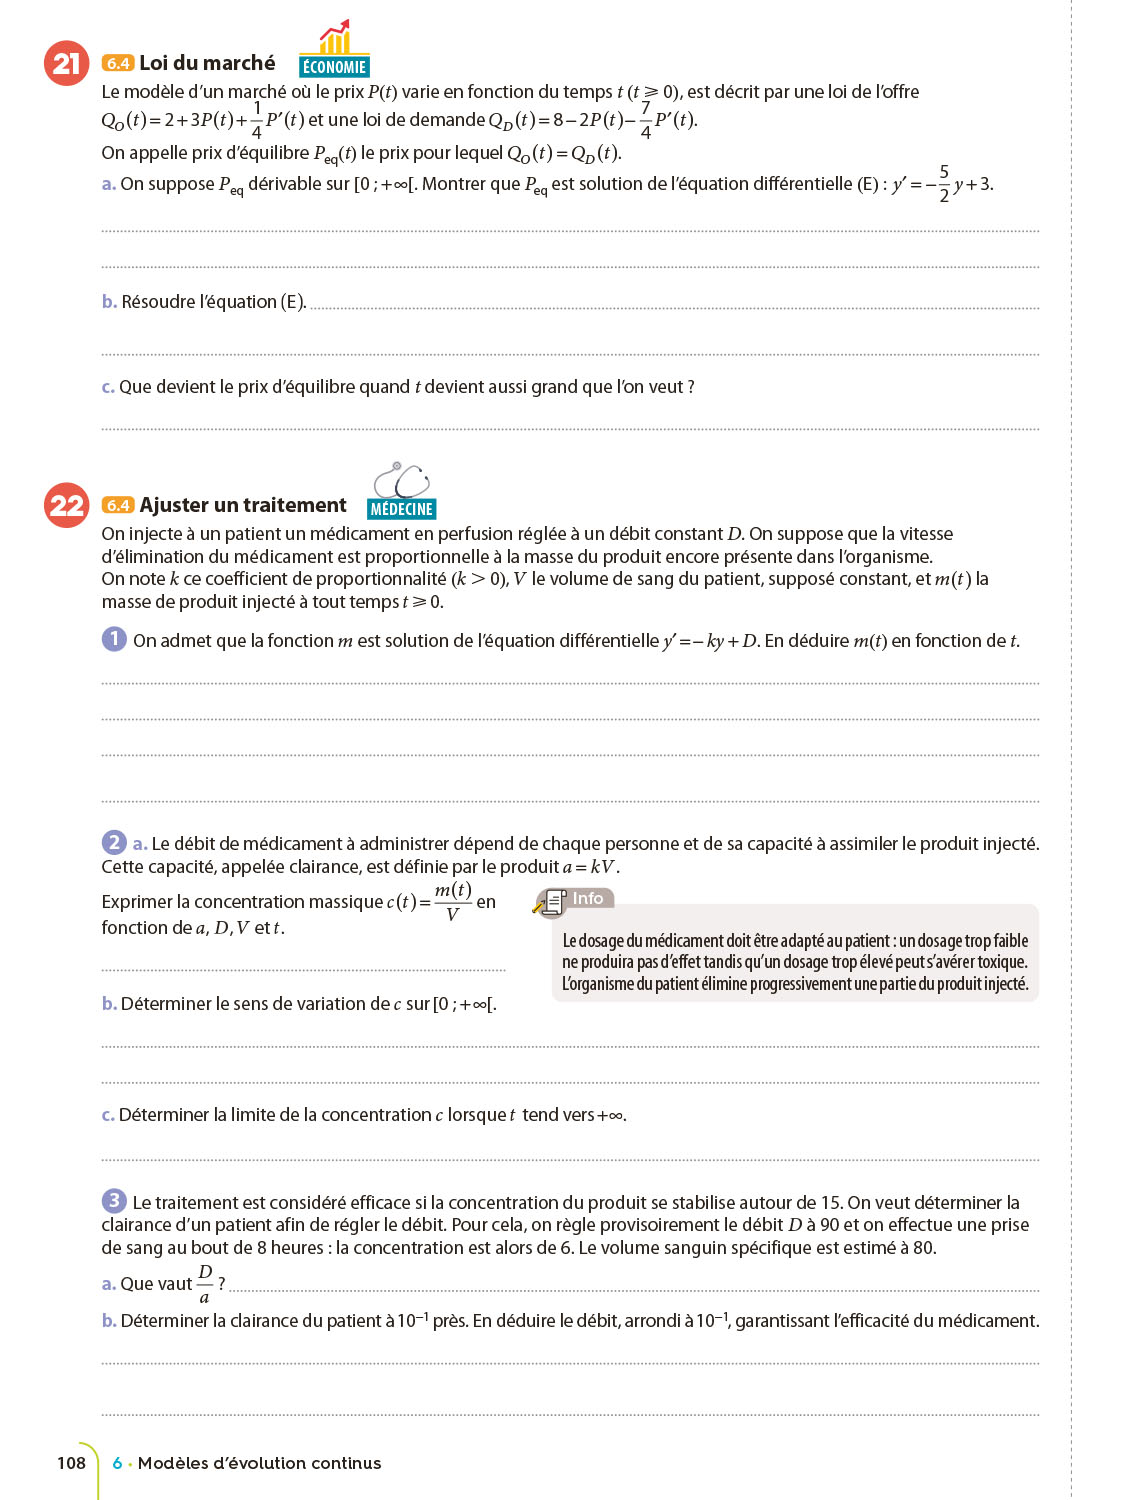 21 6.4 Loi du marché ÉCONOMIE
Le modèle d’un marché où le prix P(t) varie en fonction du temps t (t ⩾ 0), est décrit par une loi de l’offre
Q_O(t) = 2 + 3P(t) + 1/4 P′(t) et une loi de demande Q_D(t) = 8 – 2P(t) – 7/4 P′(t).
On appelle prix d’équilibre P_eq(t) le prix pour lequel Q_O(t) = Q_D(t).
a. On suppose P_eq dérivable sur [0 ; +∞[. Montrer que P_eq est solution de l’équation différentielle (E) : y′ = – 5/2 y + 3.
b. Résoudre l’équation (E).
c. Que devient le prix d’équilibre quand t devient aussi grand que l’on veut ?
22 6.4 Ajuster un traitement MÉDECINE
On injecte à un patient un médicament en perfusion réglée à un débit constant D. On suppose que la vitesse
d’élimination du médicament est proportionnelle à la masse du produit encore présente dans l’organisme.
On note k ce coefficient de proportionnalité (k > 0), V le volume de sang du patient, supposé constant, et m(t) la
masse de produit injecté à tout temps t ⩾ 0.
1 On admet que la fonction m est solution de l’équation différentielle y′ = – ky + D. En déduire m(t) en fonction de t.
2 a. Le débit de médicament à administrer dépend de chaque personne et de sa capacité à assimiler le produit injecté.
Cette capacité, appelée clairance, est définie par le produit a = kV.
Exprimer la concentration massique c(t) = m(t)/V en
fonction de a, D, V et t.
Info
Le dosage du médicament doit être adapté au patient : un dosage trop faible
ne produira pas d’effet tandis qu’un dosage trop élevé peut s’avérer toxique.
L’organisme du patient élimine progressivement une partie du produit injecté.
b. Déterminer le sens de variation de c sur [0 ; +∞[.
c. Déterminer la limite de la concentration c lorsque t tend vers +∞.
3 Le traitement est considéré efficace si la concentration du produit se stabilise autour de 15. On veut déterminer la
clairance d’un patient afin de régler le débit. Pour cela, on règle provisoirement le débit D à 90 et on effectue une prise
de sang au bout de 8 heures : la concentration est alors de 6. Le volume sanguin spécifique est estimé à 80.
a. Que vaut D/a ?
b. Déterminer la clairance du patient à 10⁻¹ près. En déduire le débit, arrondi à 10⁻¹, garantissant l’efficacité du médicament.
108 6 • Modèles d’évolution continus